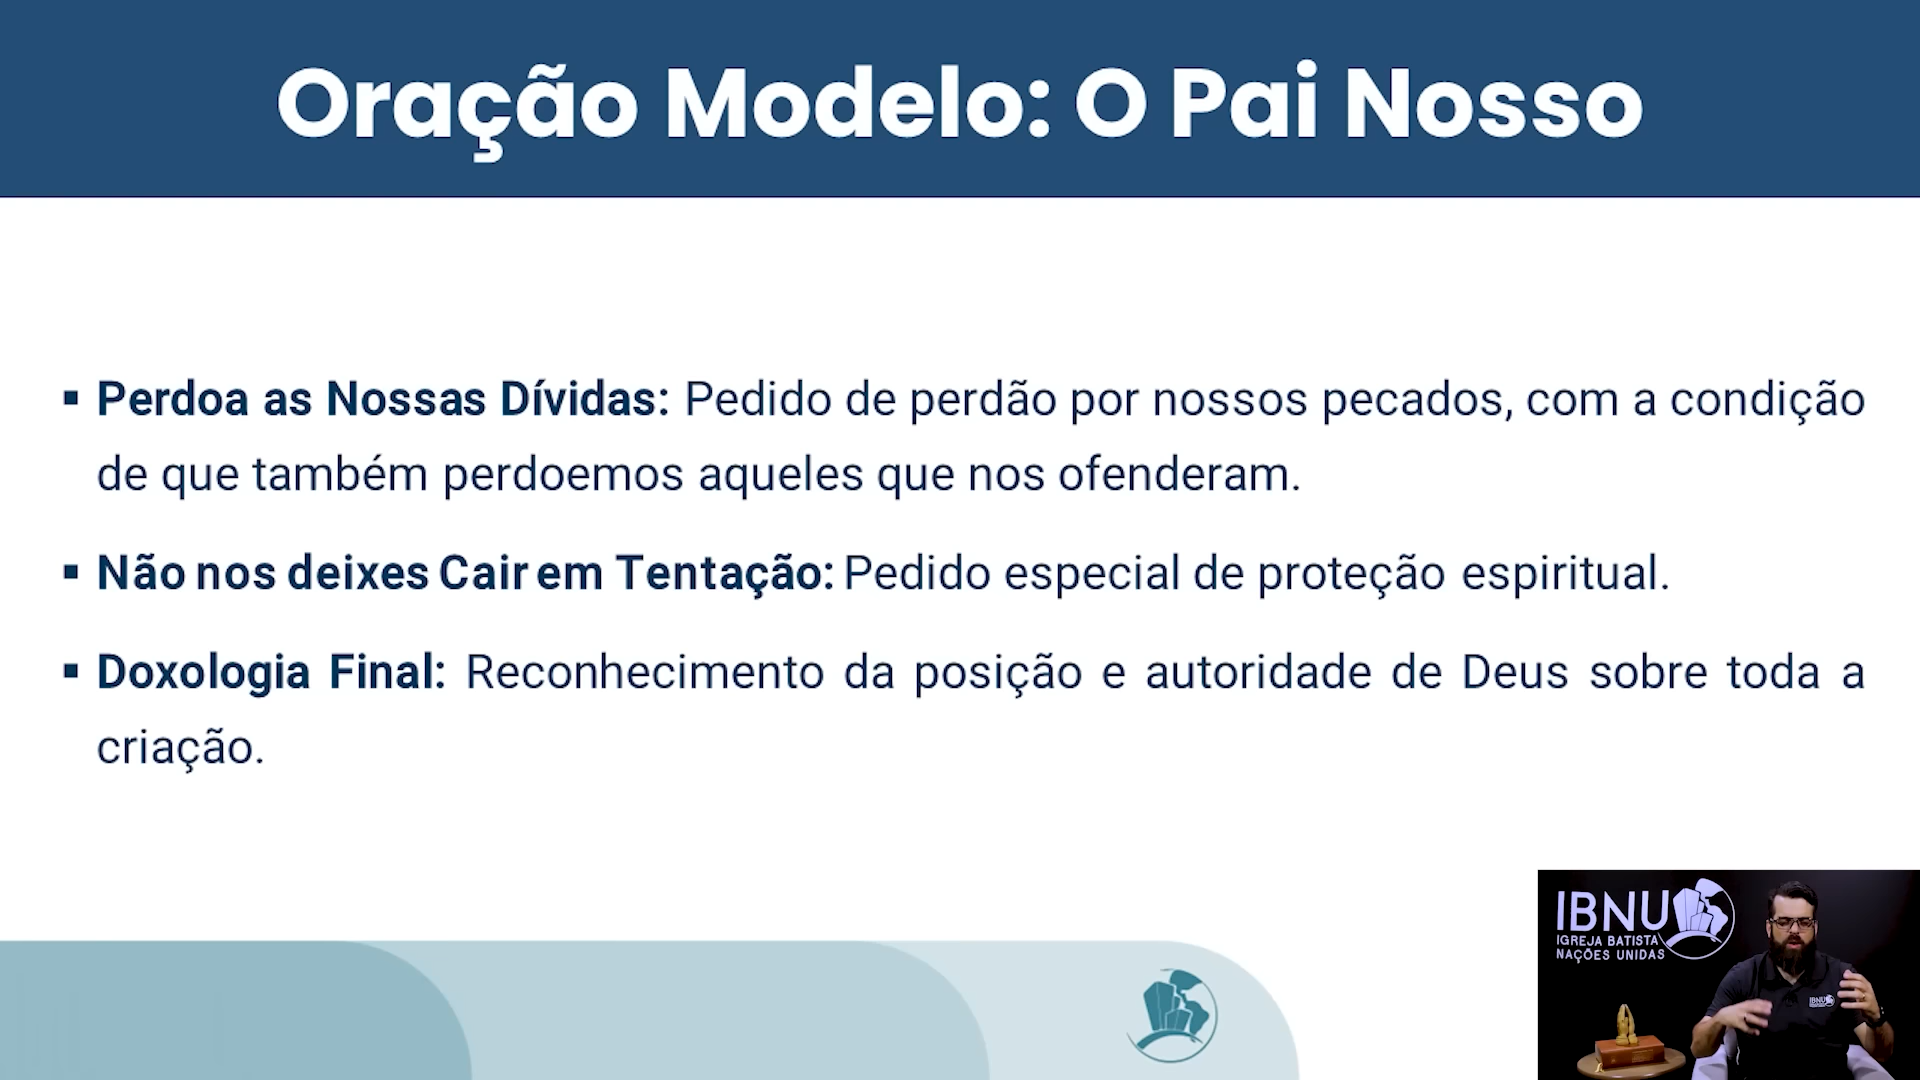 Oração Modelo: O Pai Nosso
▪ Perdoa as Nossas Dívidas: Pedido de perdão por nossos pecados, com a condição
de que também perdoemos aqueles que nos ofenderam.
▪ Não nos deixes Cair em Tentação: Pedido especial de proteção espiritual.
▪ Doxologia Final: Reconhecimento da posição e autoridade de Deus sobre toda a
criação.
IBNU
IGREJA BATISTA
NAÇÕES UNIDAS
IBNU